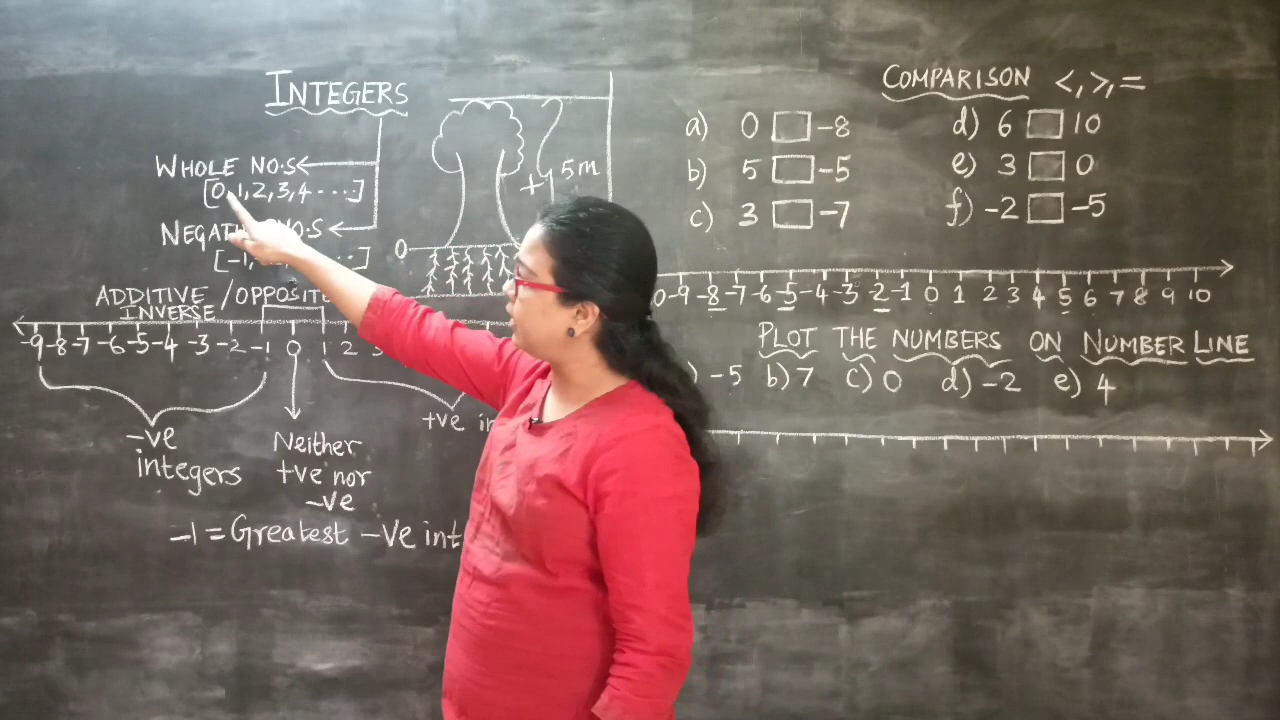 INTEGERS
WHOLE NO.S
[0,1,2,3,4 ....]
NEGAT O.S
[-1, ...]
ADDITIVE / OPPOSITE
INVERSE
-9 -8 -7 -6 -5 -4 -3 -2 -1 0 1 2 3
-ve
integers
Neither
+ve nor
-ve
+ve in
-1 = Greatest -ve int
+ 5m
0
COMPARISON <, >, =
a) 0 □ -8
b) 5 □ -5
c) 3 □ -7
d) 6 □ 10
e) 3 □ 0
f) -2 □ -5
0 -9 -8 -7 -6 -5 -4 -3 -2 -1 0 1 2 3 4 5 6 7 8 9 10
PLOT THE NUMBERS ON NUMBER LINE
) -5 b) 7 c) 0 d) -2 e) 4